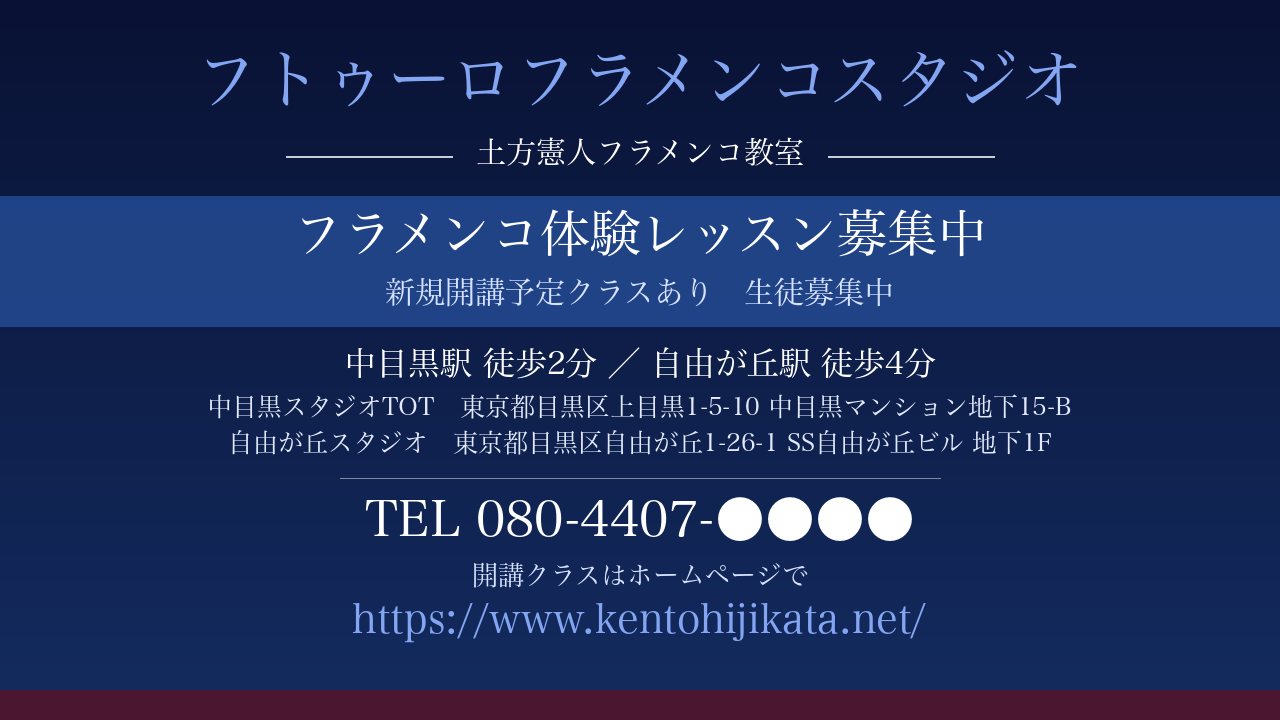 フトゥーロフラメンコスタジオ
土方憲人フラメンコ教室
フラメンコ体験レッスン募集中
新規開講予定クラスあり　生徒募集中
中目黒駅 徒歩2分 ／ 自由が丘駅 徒歩4分
中目黒スタジオTOT　東京都目黒区上目黒1-5-10 中目黒マンション地下15-B
自由が丘スタジオ　東京都目黒区自由が丘1-26-1 SS自由が丘ビル 地下1F
TEL 080-4407-●●●●
開講クラスはホームページで
https://www.kentohijikata.net/